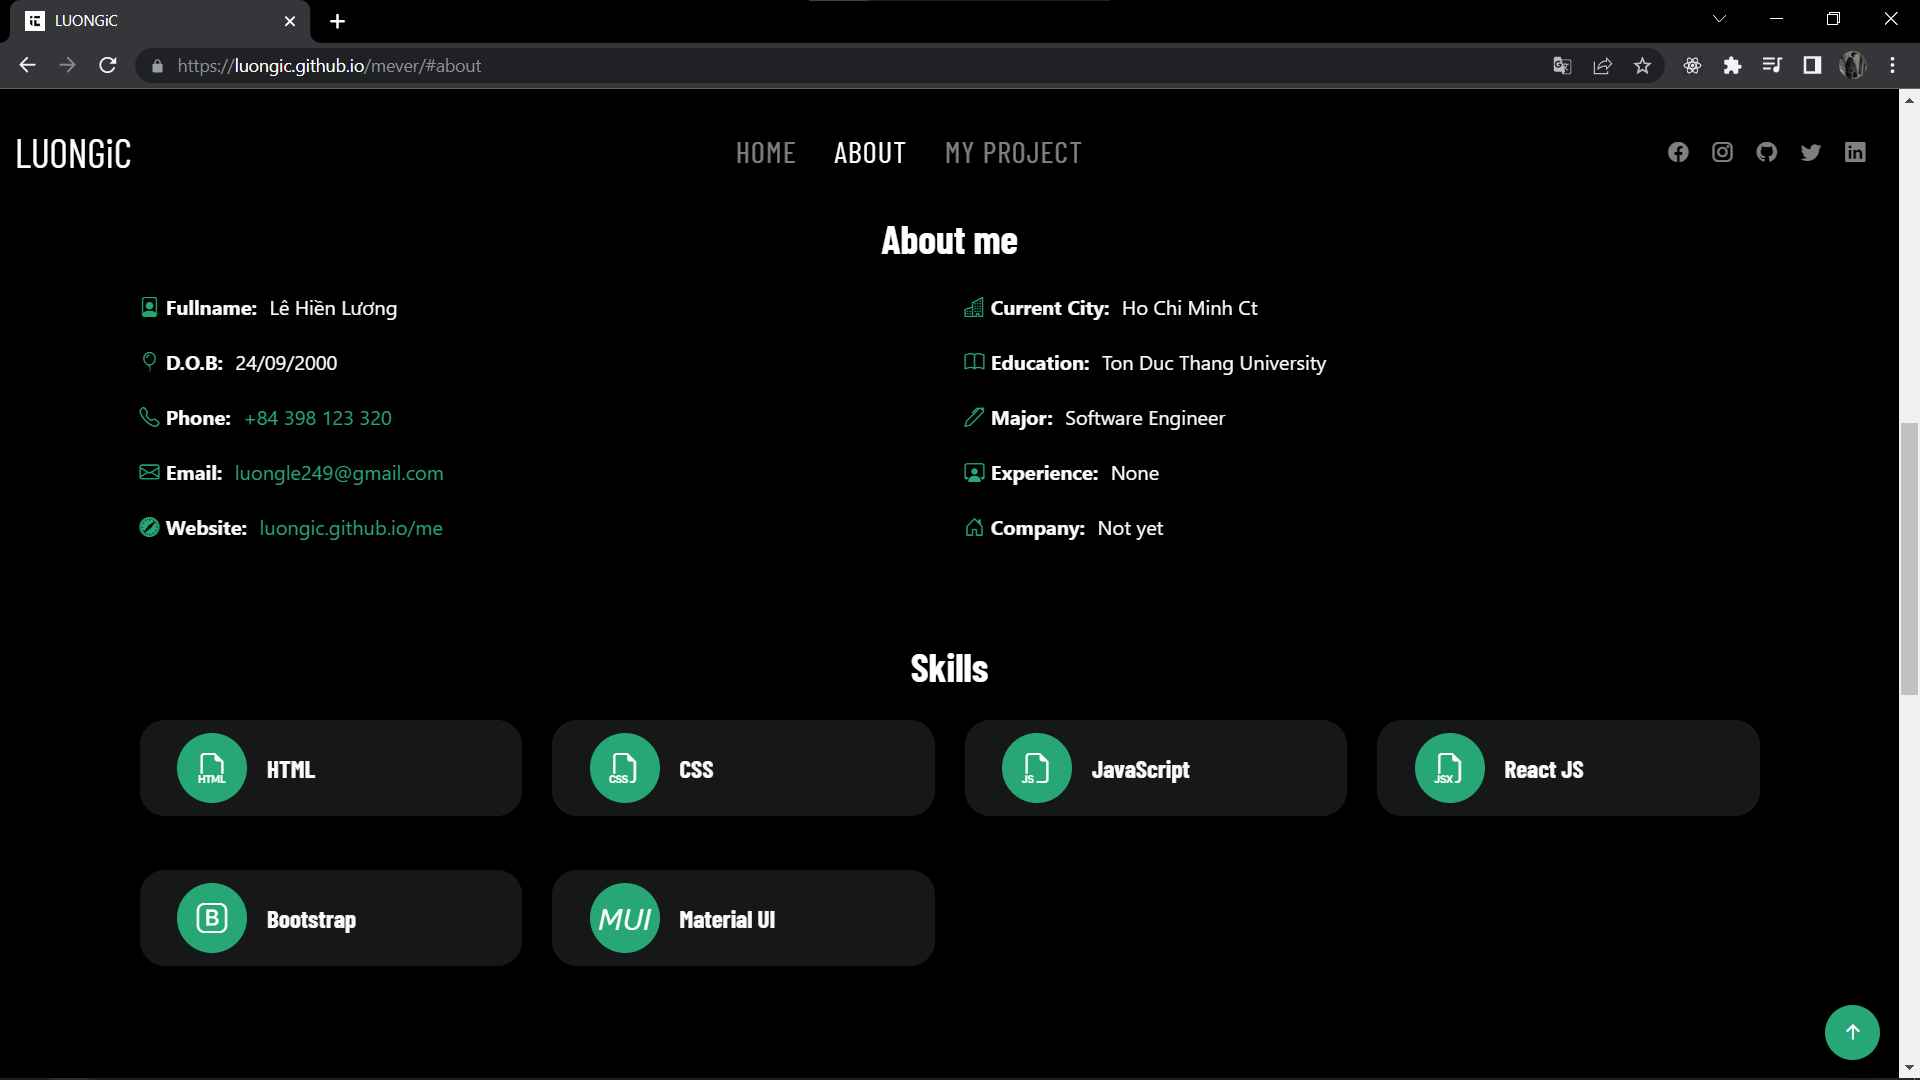 LUONGiC
https://luongic.github.io/mever/#about
LUONGiC
HOME ABOUT MY PROJECT
About me
Fullname: Lê Hiền Lương
Current City: Ho Chi Minh Ct
D.O.B: 24/09/2000
Education: Ton Duc Thang University
Phone: +84 398 123 320
Major: Software Engineer
Email: luongle249@gmail.com
Experience: None
Website: luongic.github.io/me
Company: Not yet
Skills
HTML HTML
CSS CSS
JS JavaScript
JSX React JS
B Bootstrap
MUI Material UI